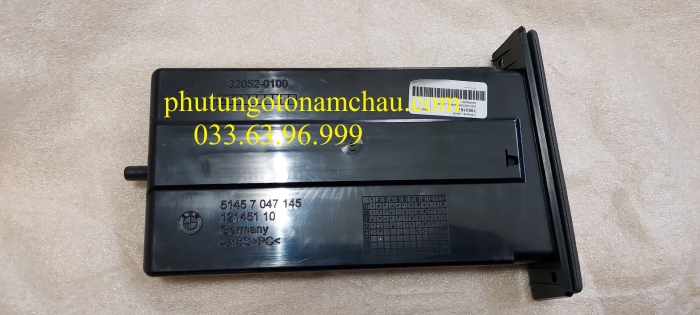 32052-0100
phutungotonamchau.com
033.63.96.999
5145 7 047 145
121451 10
Germany
>ABS+PC<